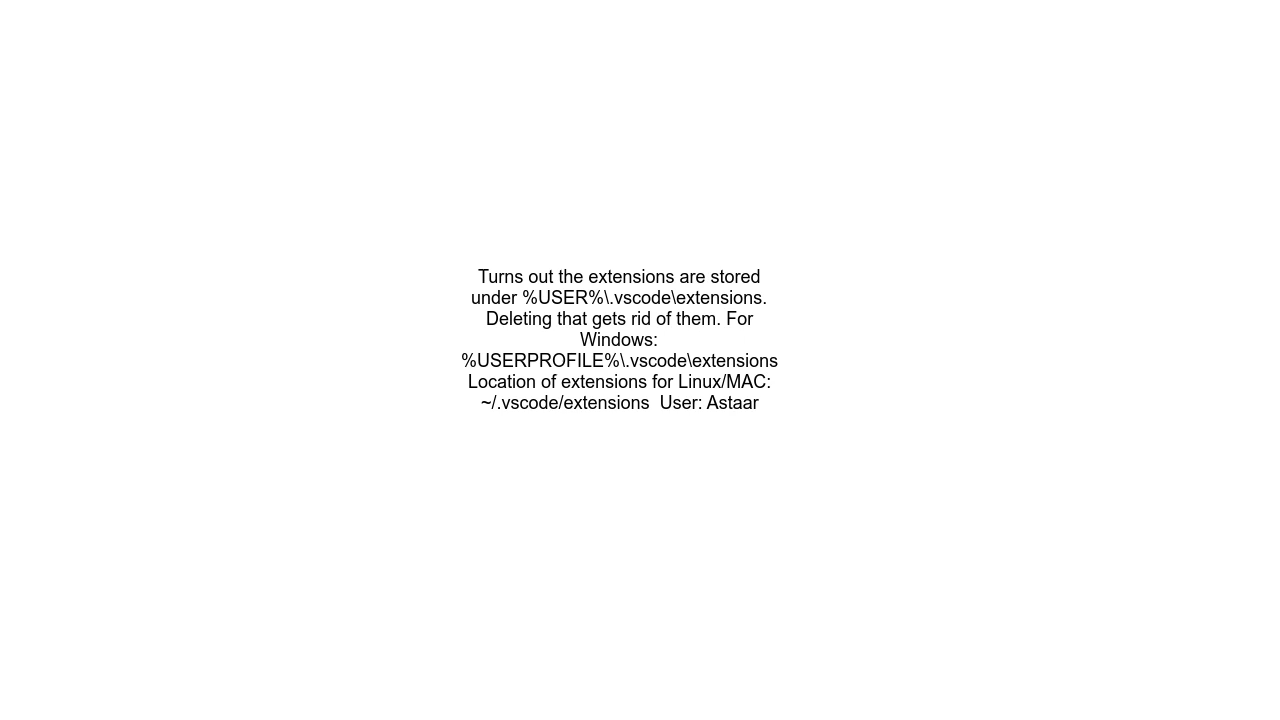 Turns out the extensions are stored
under %USER%\.vscode\extensions.
Deleting that gets rid of them. For
Windows:
%USERPROFILE%\.vscode\extensions
Location of extensions for Linux/MAC:
~/.vscode/extensions  User: Astaar